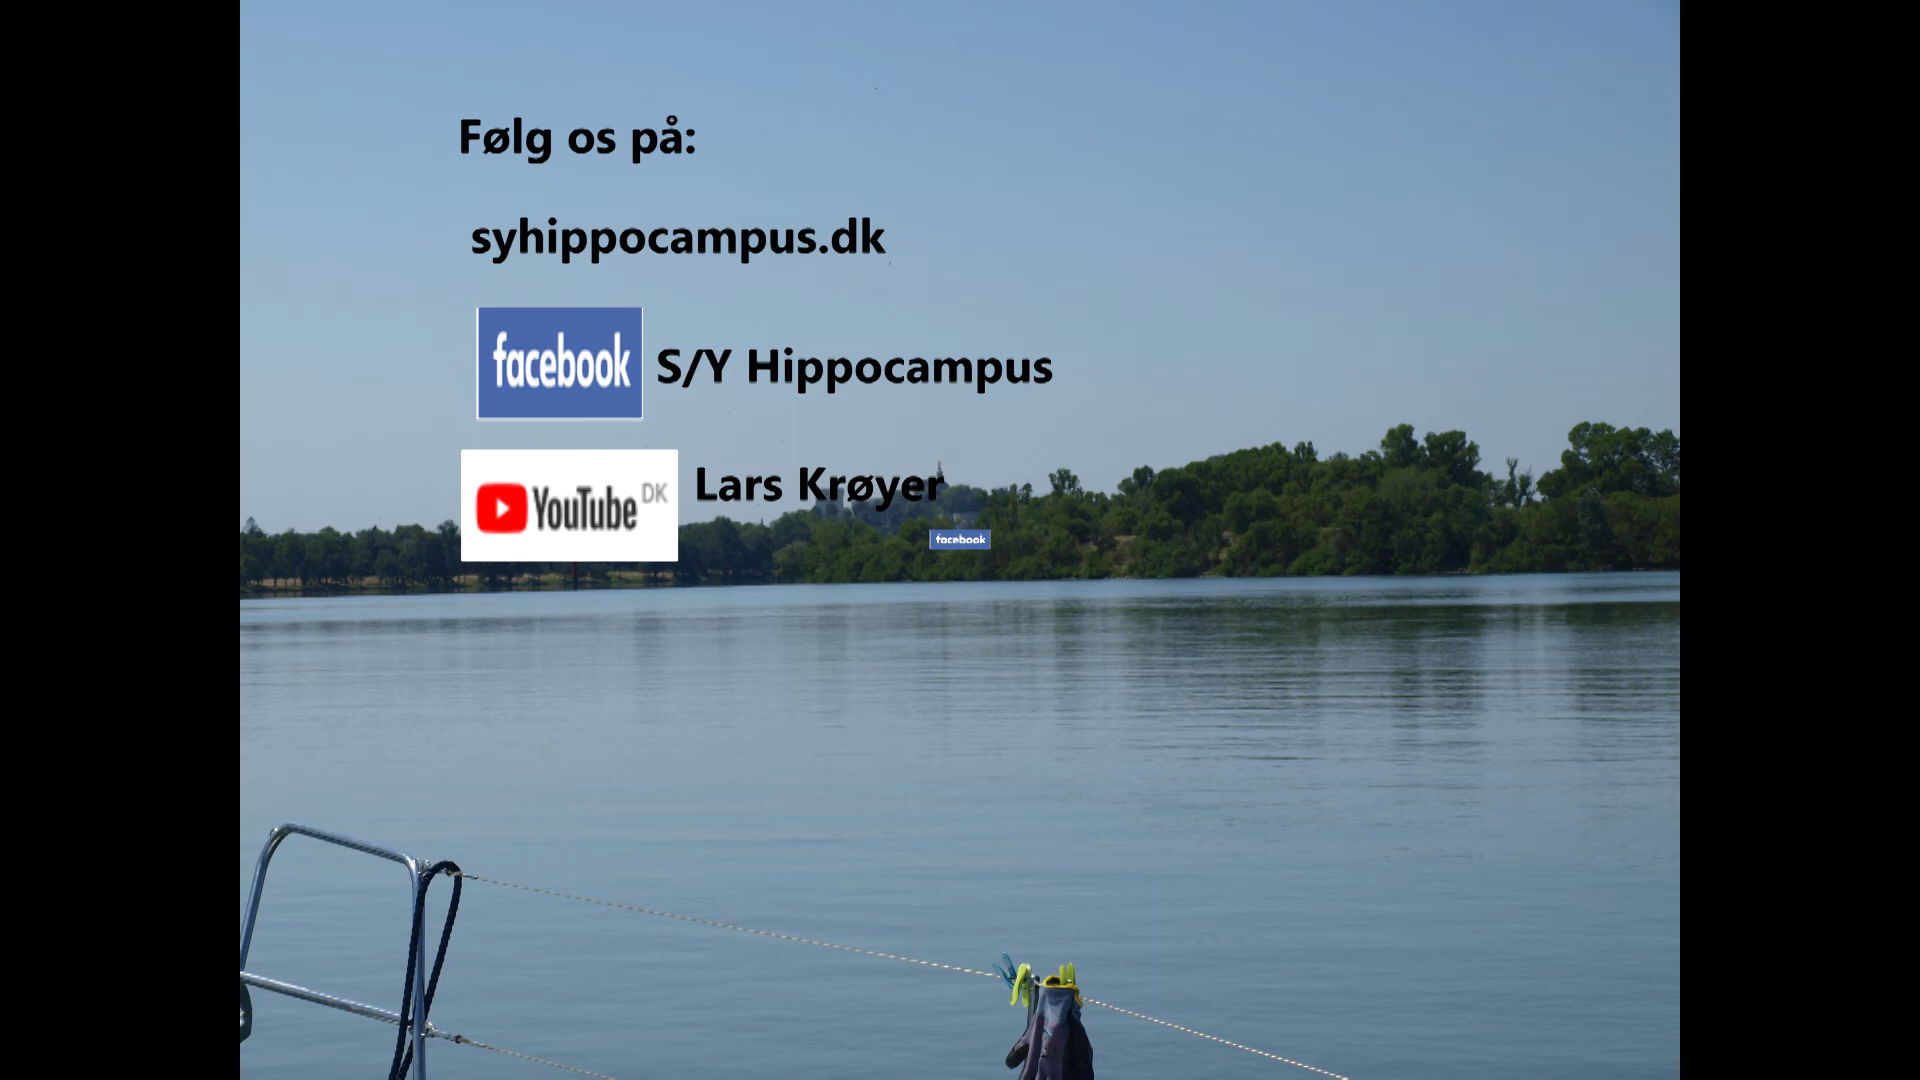 Følg os på:
syhippocampus.dk
facebook S/Y Hippocampus
YouTube DK Lars Krøyer
facebook